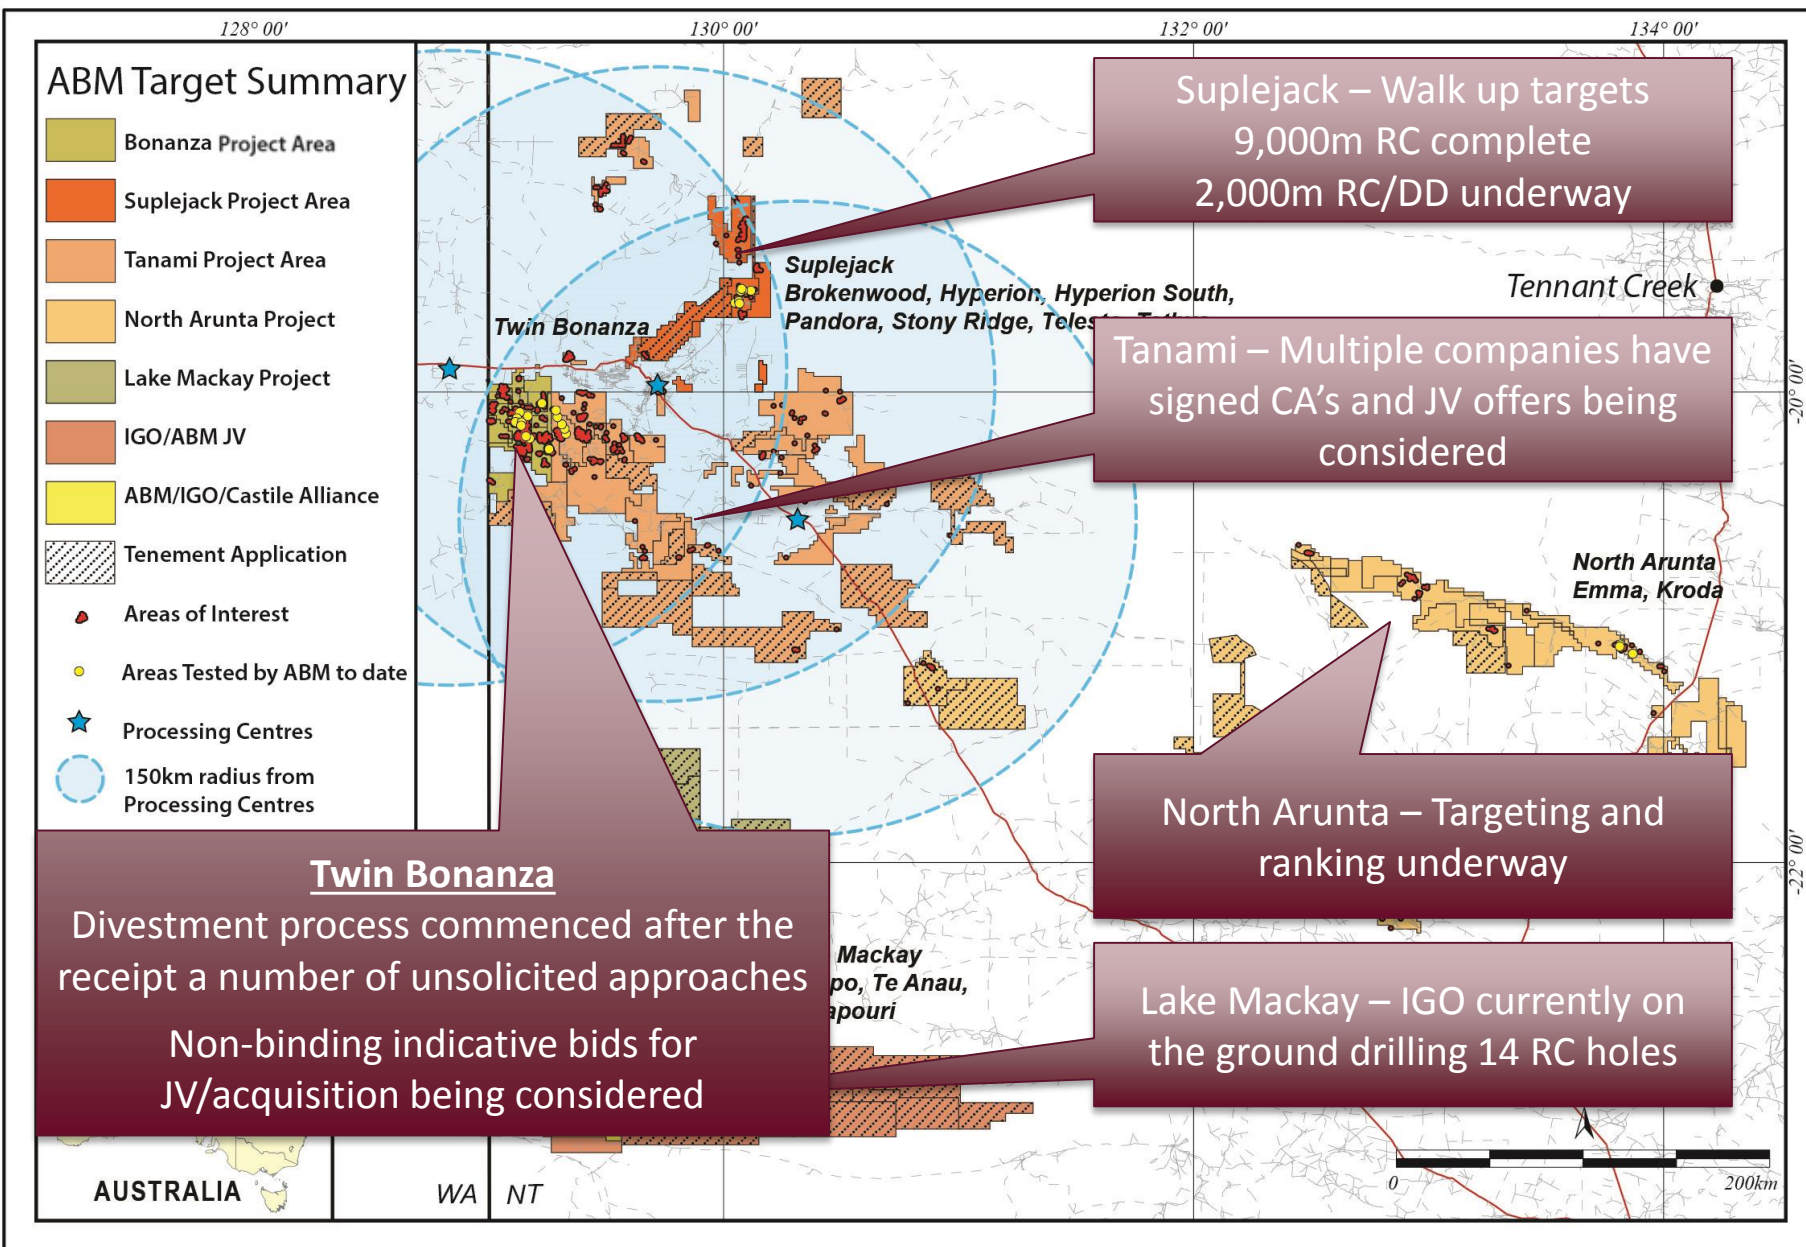 128° 00'
130° 00'
132° 00'
134° 00'
ABM Target Summary
Bonanza Project Area
Suplejack Project Area
Tanami Project Area
North Arunta Project
Lake Mackay Project
IGO/ABM JV
ABM/IGO/Castile Alliance
Tenement Application
Areas of Interest
Areas Tested by ABM to date
Processing Centres
150km radius from
Processing Centres
Suplejack – Walk up targets
9,000m RC complete
2,000m RC/DD underway
Suplejack
Brokenwood, Hyperion, Hyperion South,
Pandora, Stony Ridge,
Twin Bonanza
Tennant Creek
Tanami – Multiple companies have
signed CA's and JV offers being
considered
-20° 00'
North Arunta
Emma, Kroda
North Arunta – Targeting and
ranking underway
-22° 00'
Twin Bonanza
Divestment process commenced after the
receipt a number of unsolicited approaches
Non-binding indicative bids for
JV/acquisition being considered
Mackay
po, Te Anau,
apouri
Lake Mackay – IGO currently on
the ground drilling 14 RC holes
AUSTRALIA
WA
NT
0
200km